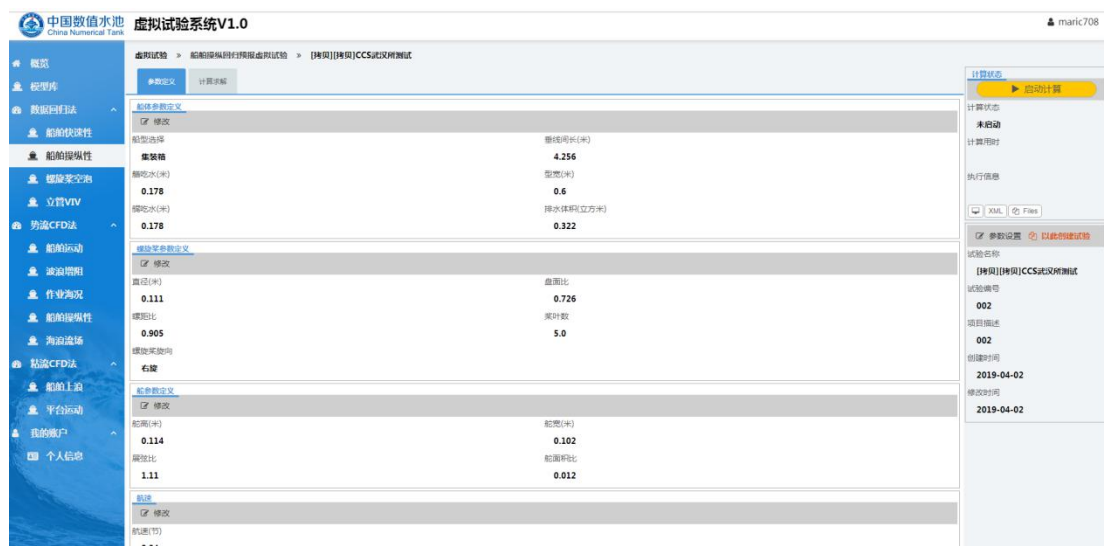 中国数值水池
China Numerical Tank
虚拟试验系统V1.0
maric708
概览
模型库
数据回归法
船舶快速性
船舶操纵性
螺旋桨空泡
立管VIV
势流CFD法
船舶运动
波浪增阻
作业海况
船舶操纵性
海浪流场
粘流CFD法
船舶上浪
平台运动
我的账户
个人信息
虚拟试验 » 船舶操纵回归预报虚拟试验 » [拷贝][拷贝]CCS武汉所测试
参数定义 计算求解
船体参数定义
修改
船型选择 垂线间长(米)
集装箱 4.256
艏吃水(米) 型宽(米)
0.178 0.6
艉吃水(米) 排水体积(立方米)
0.178 0.322
螺旋桨参数定义
修改
直径(米) 盘面比
0.111 0.726
螺距比 桨叶数
0.905 5.0
螺旋桨旋向
右旋
舵参数定义
修改
舵高(米) 舵宽(米)
0.114 0.102
展弦比 舵面积比
1.11 0.012
航速
修改
航速(节)
计算状态
启动计算
计算状态
未启动
计算用时
执行信息
XML Files
参数设置 以此创建试验
试验名称
[拷贝][拷贝]CCS武汉所测试
试验编号
002
项目描述
002
创建时间
2019-04-02
修改时间
2019-04-02